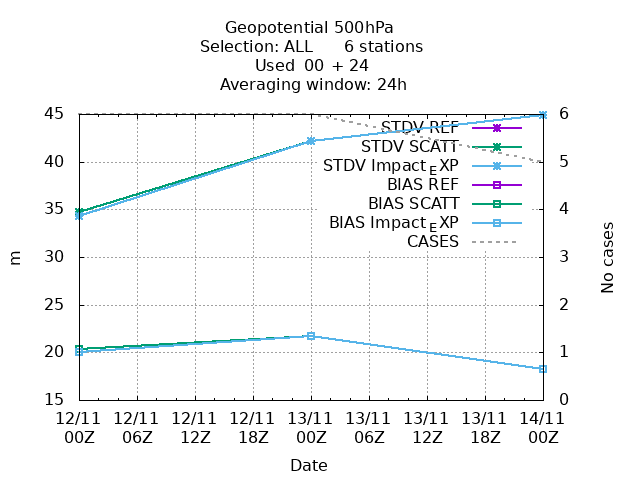 Geopotential 500hPa
Selection: ALL 6 stations
Used 00 + 24
Averaging window: 24h
45
40
35
30
25
20
15
6
5
4
3
2
1
0
STDV REF
STDV SCATT
STDV Impact_EXP
BIAS REF
BIAS SCATT
BIAS Impact_EXP
CASES
m
No cases
12/11 12/11 12/11 12/11 13/11 13/11 13/11 13/11 14/11
00Z 06Z 12Z 18Z 00Z 06Z 12Z 18Z 00Z
Date